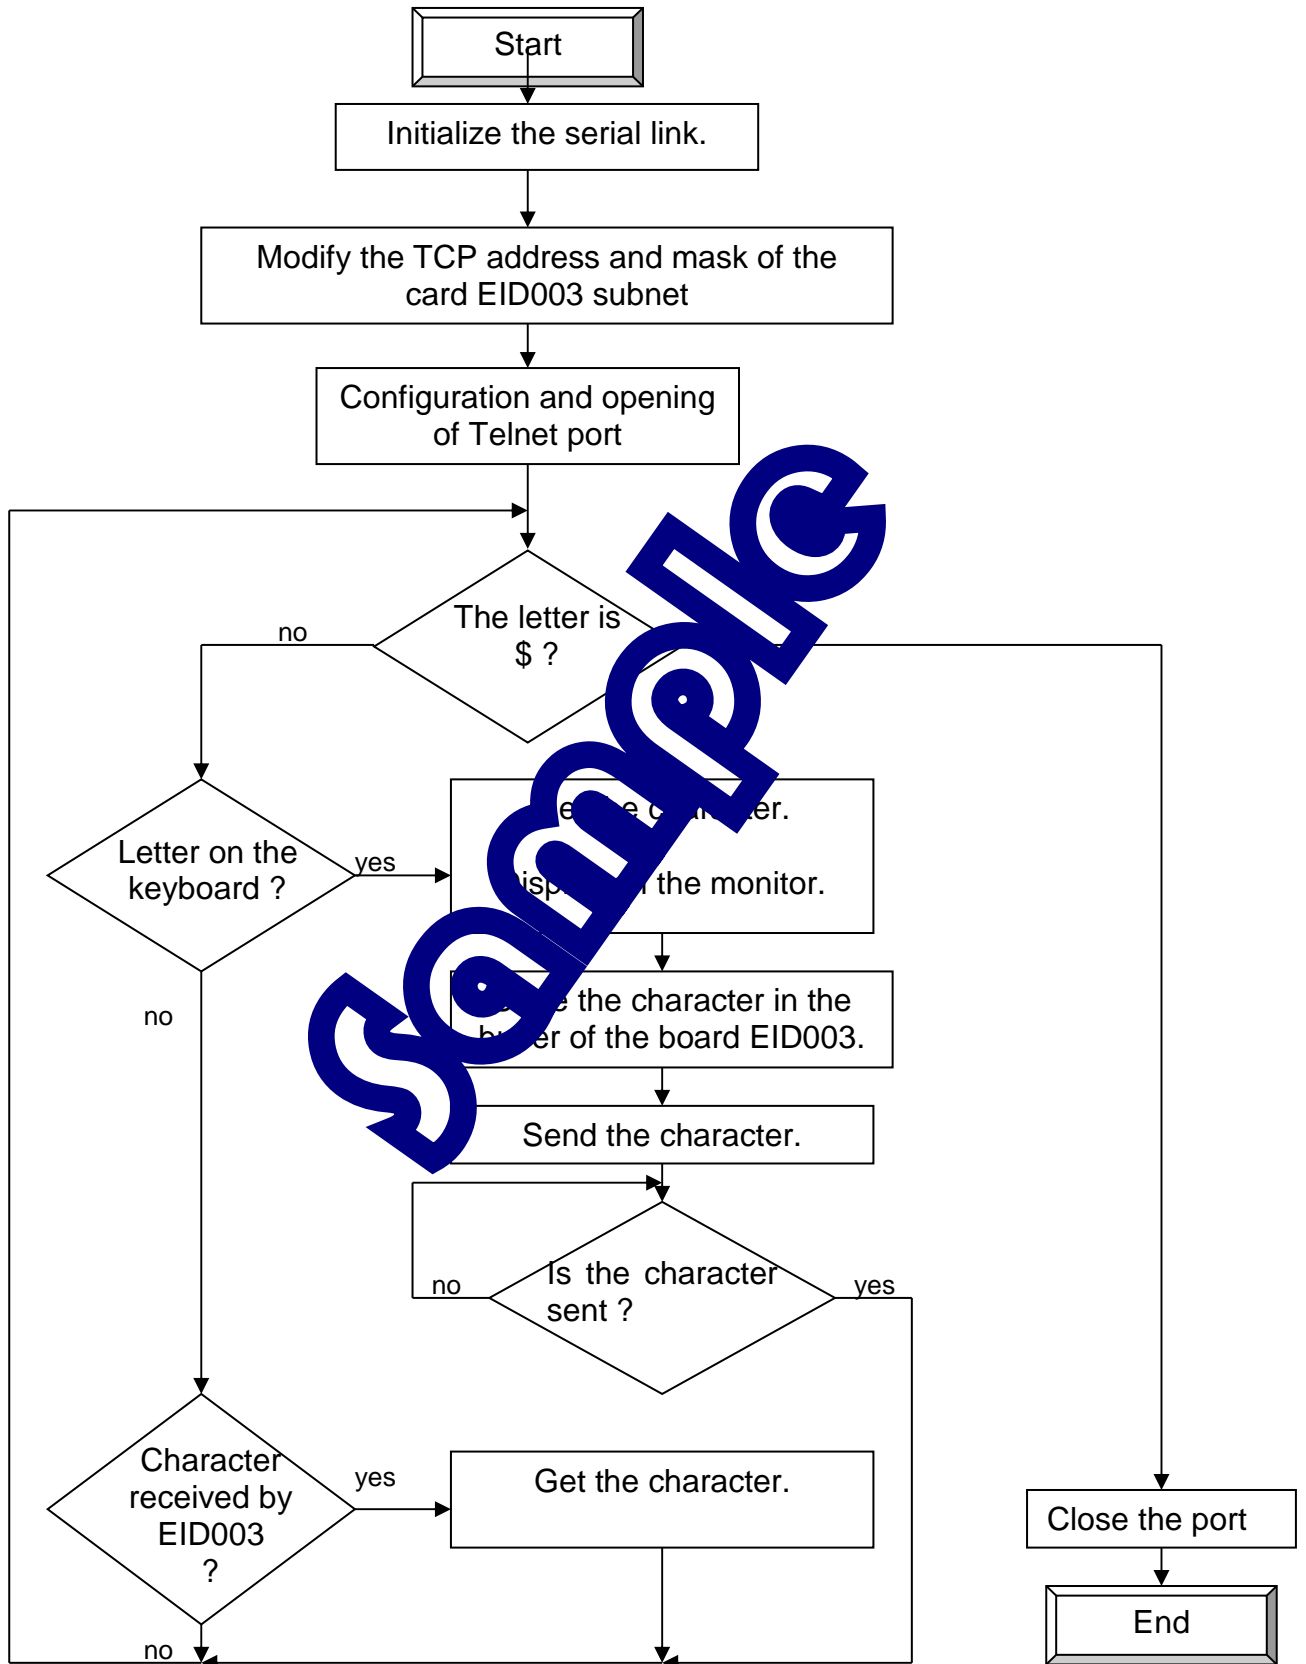 Start
Initialize the serial link.
Modify the TCP address and mask of the
card EID003 subnet
Configuration and opening
of Telnet port
The letter is
$ ?
no
Letter on the
keyboard ?
yes
the monitor.
the character in the
of the board EID003.
Send the character.
no
Is the character
sent ?
yes
no
Character
received by
EID003
?
yes
Get the character.
no
Close the port
End
Sample